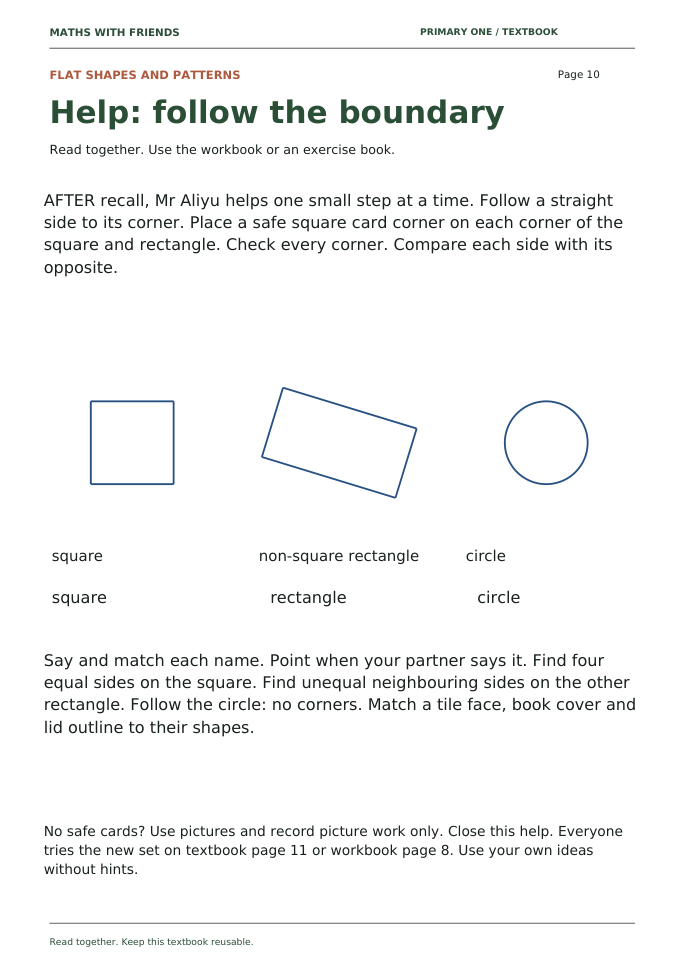 MATHS WITH FRIENDS
PRIMARY ONE / TEXTBOOK
FLAT SHAPES AND PATTERNS
Page 10
Help: follow the boundary
Read together. Use the workbook or an exercise book.
AFTER recall, Mr Aliyu helps one small step at a time. Follow a straight
side to its corner. Place a safe square card corner on each corner of the
square and rectangle. Check every corner. Compare each side with its
opposite.
square
non-square rectangle
circle
square
rectangle
circle
Say and match each name. Point when your partner says it. Find four
equal sides on the square. Find unequal neighbouring sides on the other
rectangle. Follow the circle: no corners. Match a tile face, book cover and
lid outline to their shapes.
No safe cards? Use pictures and record picture work only. Close this help. Everyone
tries the new set on textbook page 11 or workbook page 8. Use your own ideas
without hints.
Read together. Keep this textbook reusable.